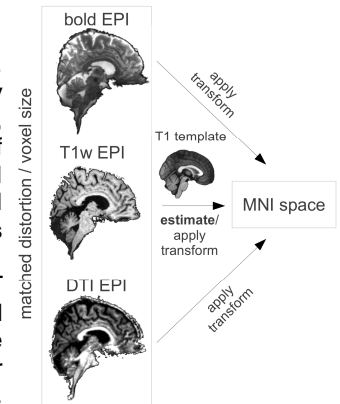 bold EPI
matched distortion / voxel size
apply
transform
T1w EPI
T1 template
estimate/
apply
transform
MNI space
DTI EPI
apply
transform